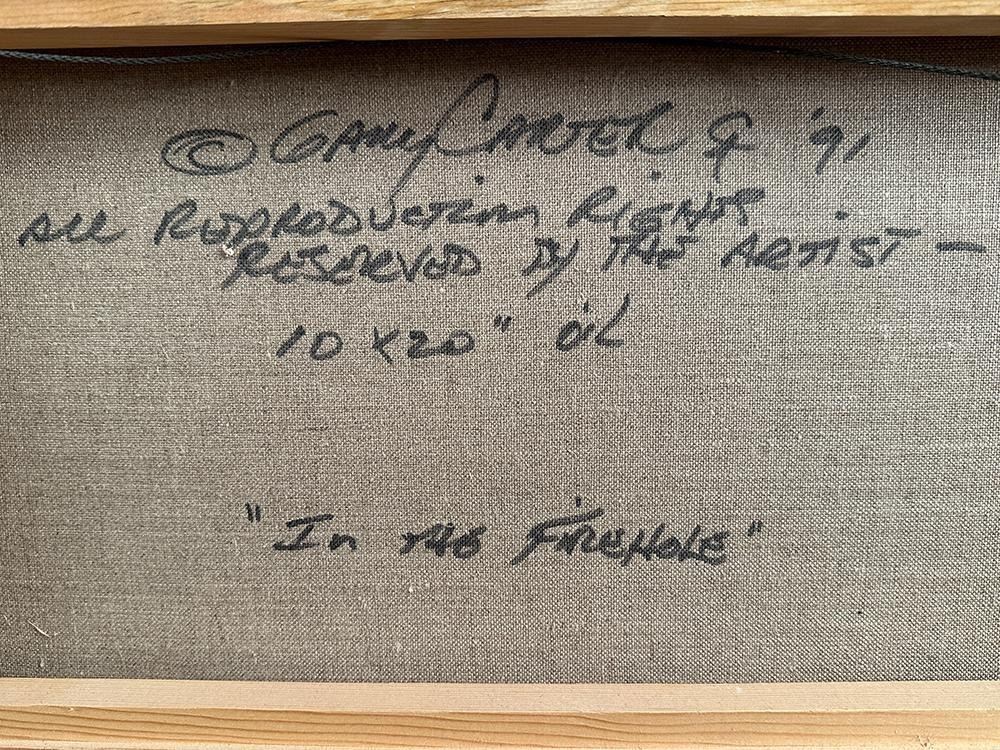 © GARY CARTER '91
ALL REPRODUCTION RIGHTS
RESERVED BY THE ARTIST —
10 X 20" OIL
"In THE FIREHOLE"